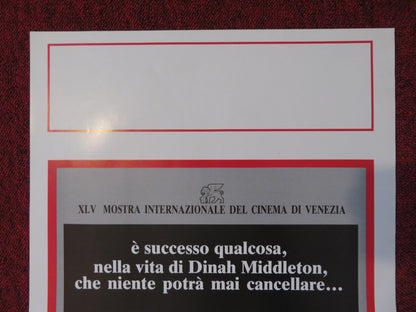 XLV MOSTRA INTERNAZIONALE DEL CINEMA DI VENEZIA
è successo qualcosa,
nella vita di Dinah Middleton,
che niente potrà mai cancellare...